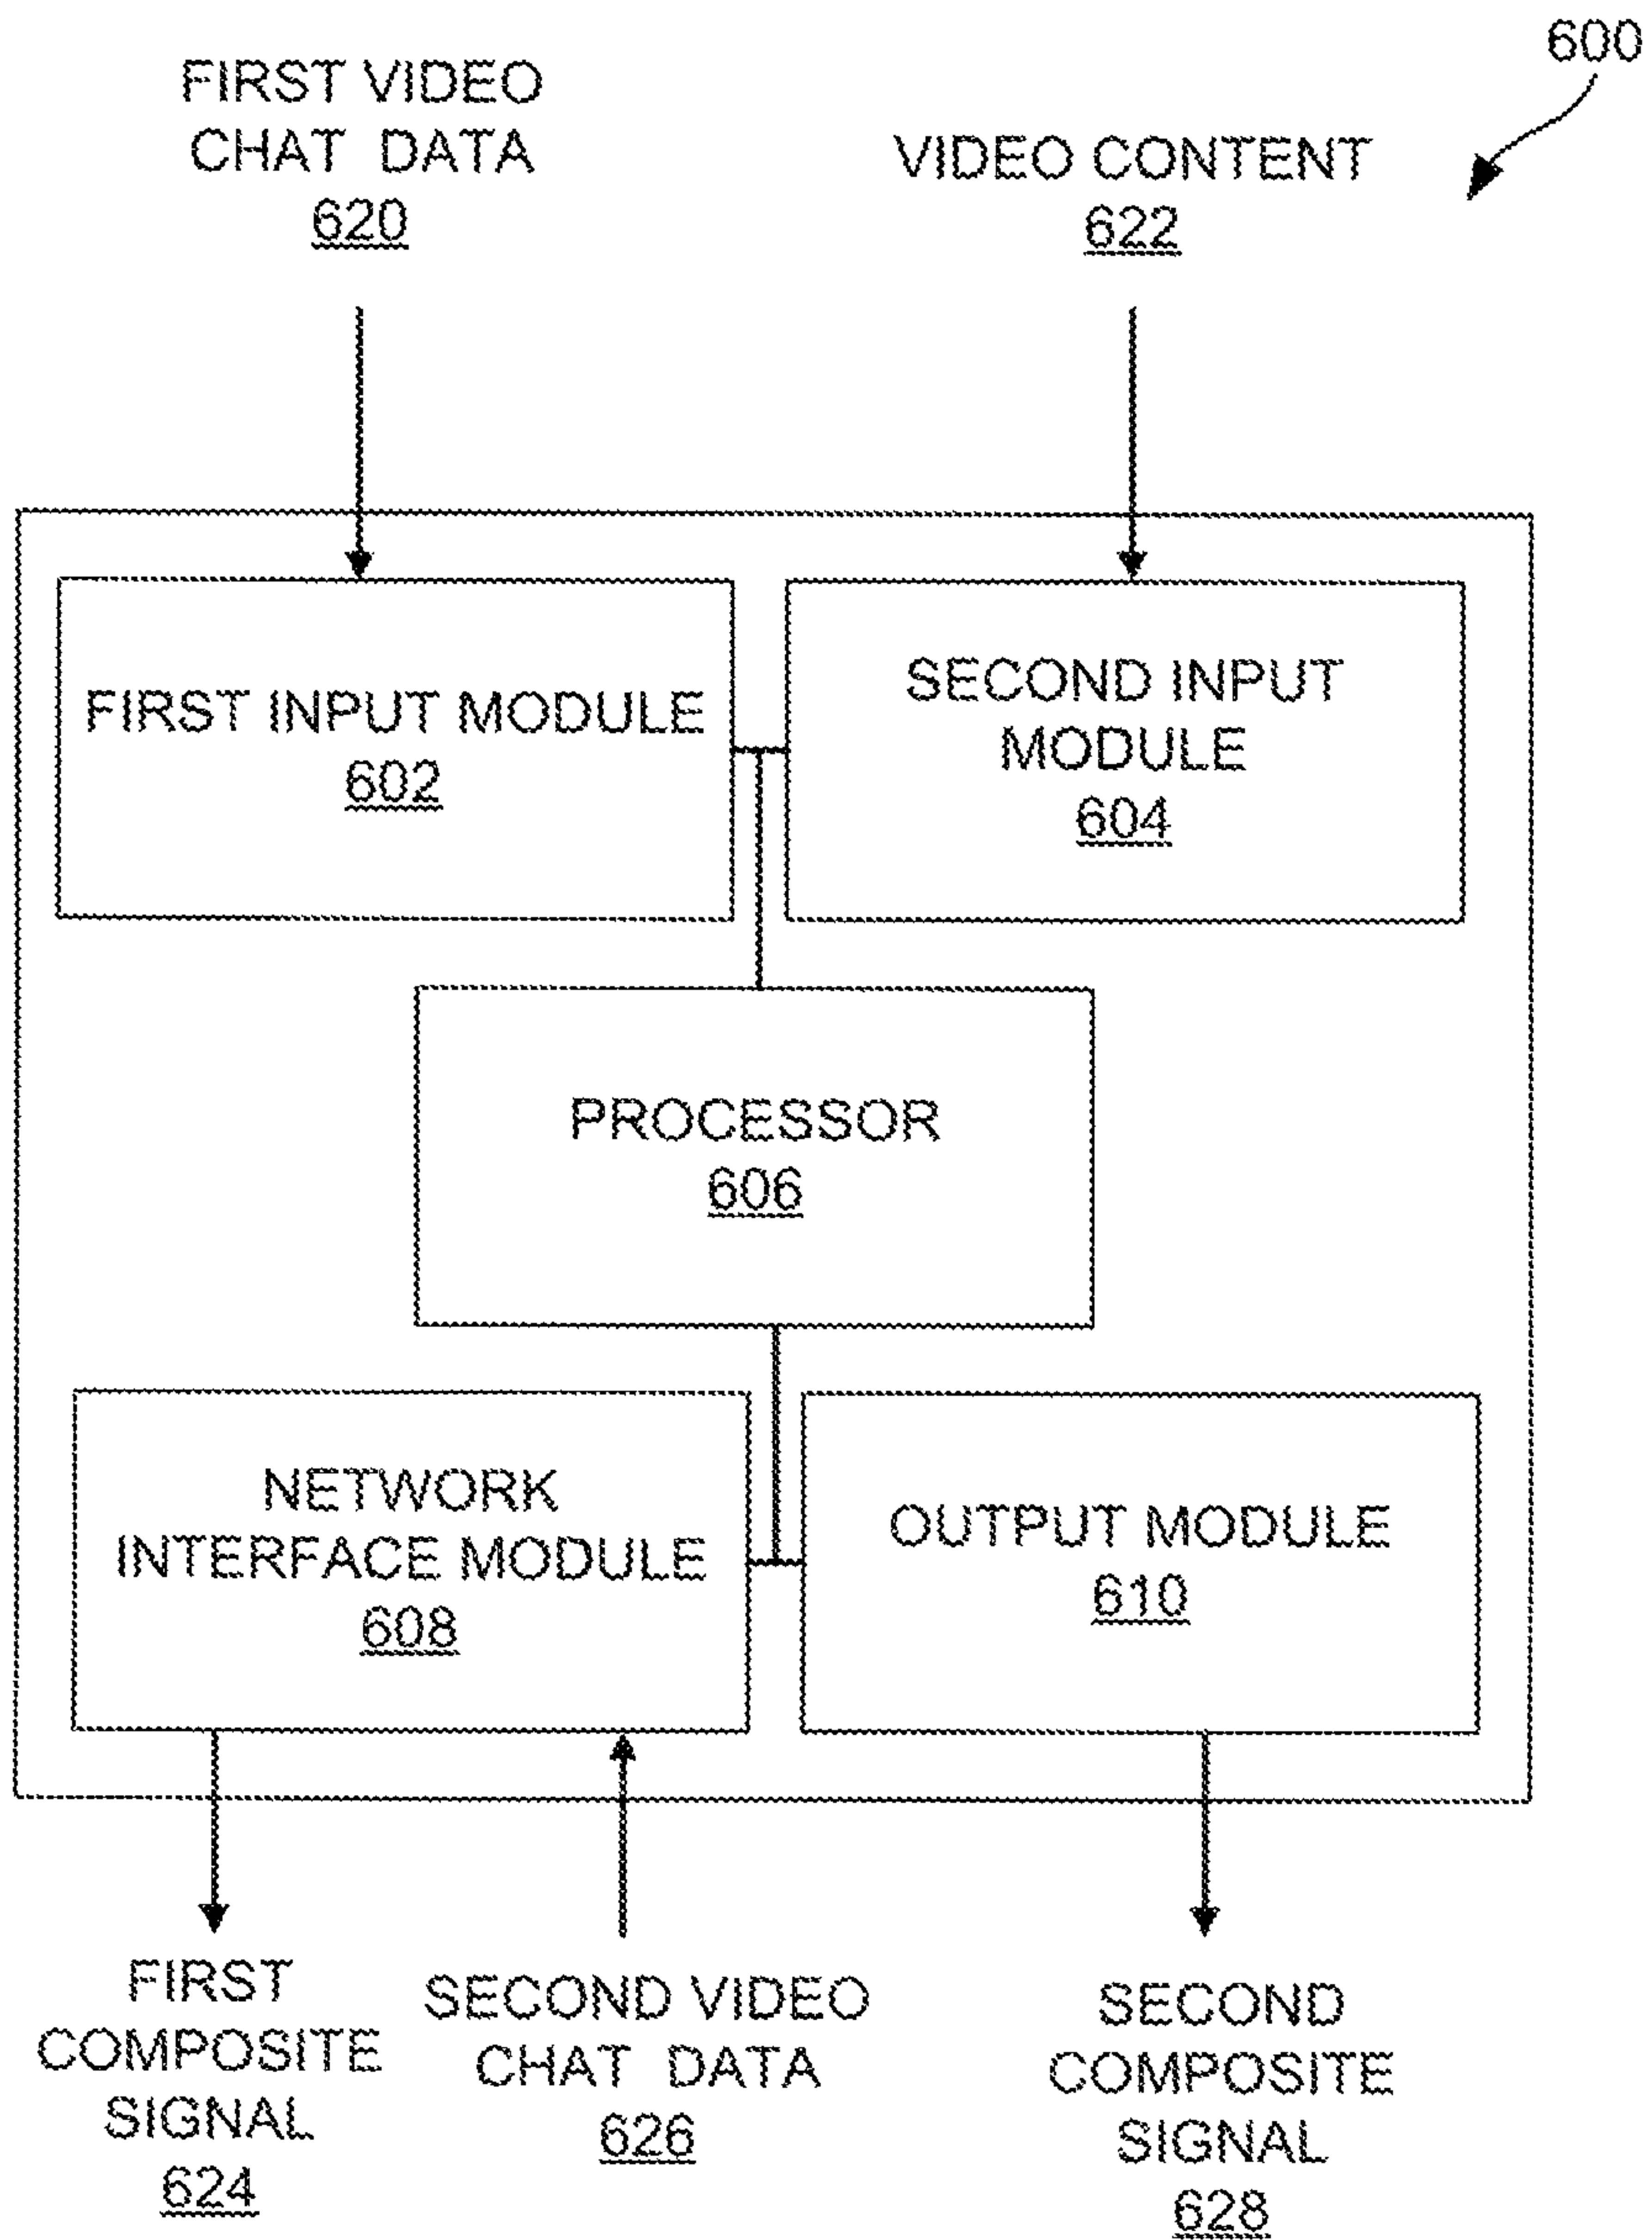 600
FIRST VIDEO
CHAT DATA
620
VIDEO CONTENT
622
FIRST INPUT MODULE
602
SECOND INPUT
MODULE
604
PROCESSOR
606
NETWORK
INTERFACE MODULE
608
OUTPUT MODULE
610
FIRST
COMPOSITE
SIGNAL
624
SECOND VIDEO
CHAT DATA
626
SECOND
COMPOSITE
SIGNAL
628